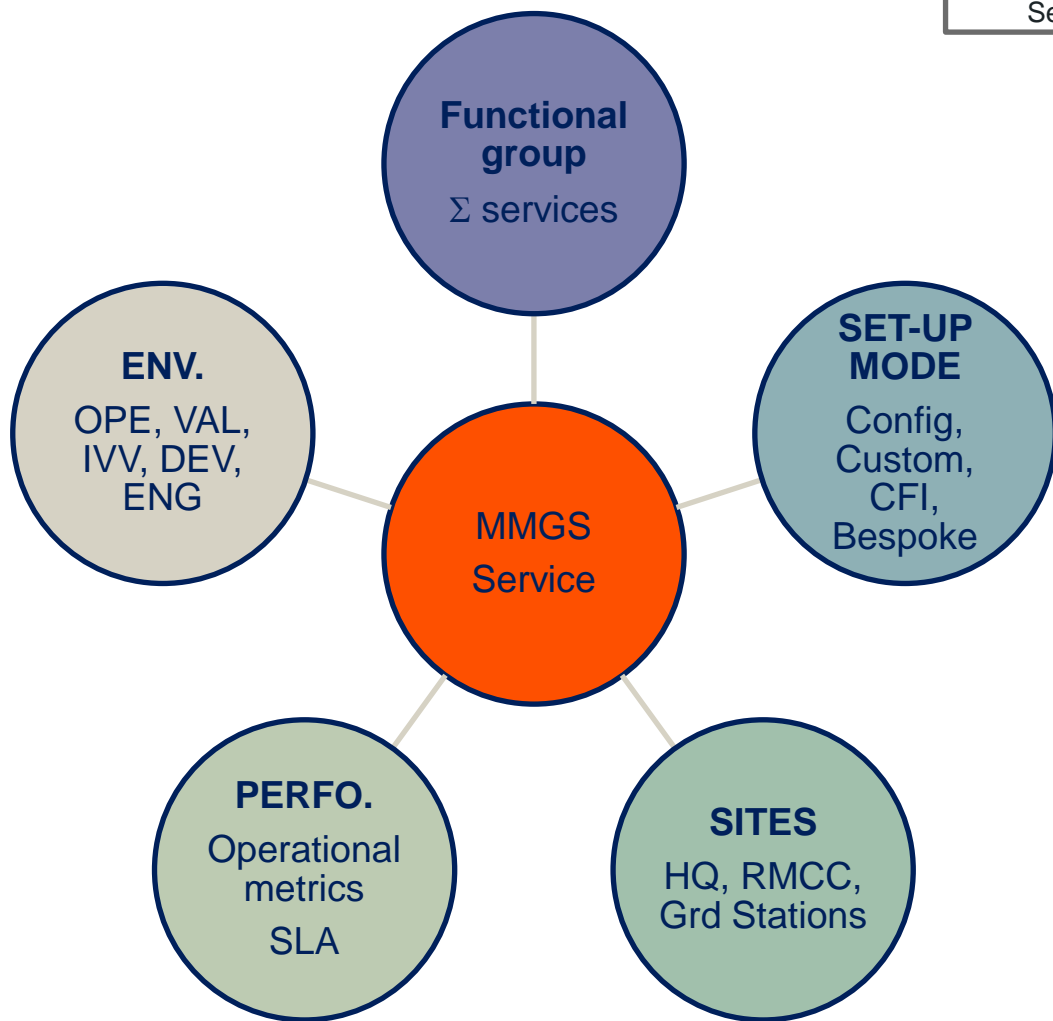 Functional
group
Σ services
SET-UP
MODE
Config,
Custom,
CFI,
Bespoke
ENV.
OPE, VAL,
IVV, DEV,
ENG
MMGS
Service
PERFO.
Operational
metrics
SLA
SITES
HQ, RMCC,
Grd Stations